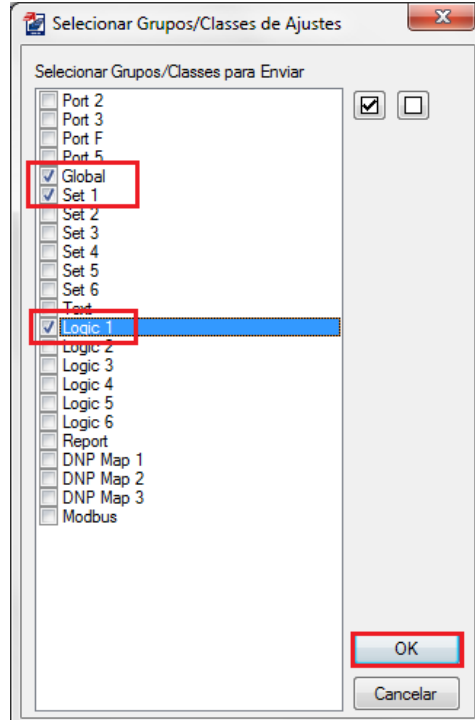 Selecionar Grupos/Classes de Ajustes
Selecionar Grupos/Classes para Enviar
Port 2
Port 3
Port F
Port 5
Global
Set 1
Set 2
Set 3
Set 4
Set 5
Set 6
Text
Logic 1
Logic 2
Logic 3
Logic 4
Logic 5
Logic 6
Report
DNP Map 1
DNP Map 2
DNP Map 3
Modbus
OK
Cancelar